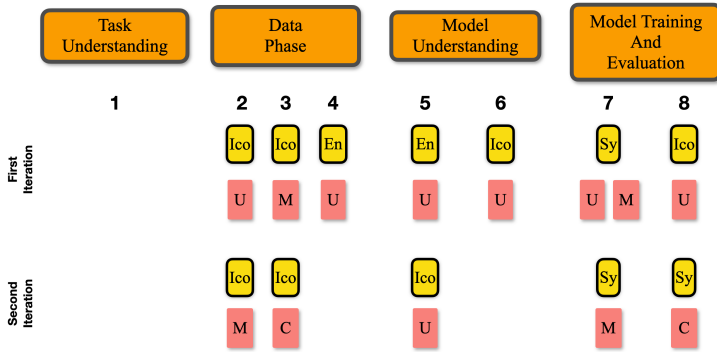 Task
Understanding
Data
Phase
Model
Understanding
Model Training
And
Evaluation
1 2 3 4 5 6 7 8
First
Iteration
Ico Ico En En Ico Sy Ico
U M U U U U M U
Second
Iteration
Ico Ico Ico Sy Sy
M C U M C